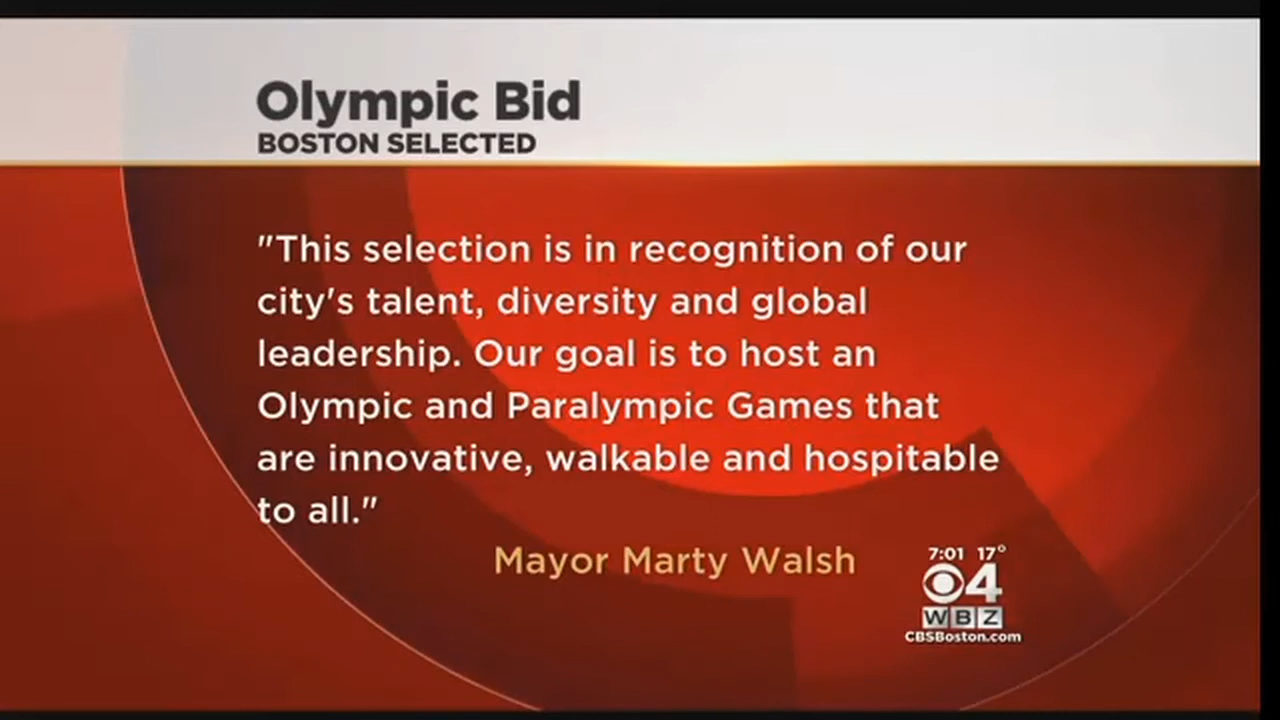 Olympic Bid
BOSTON SELECTED
"This selection is in recognition of our
city's talent, diversity and global
leadership. Our goal is to host an
Olympic and Paralympic Games that
are innovative, walkable and hospitable
to all."
Mayor Marty Walsh
7:01 17°
4
WBZ
CBSBoston.com